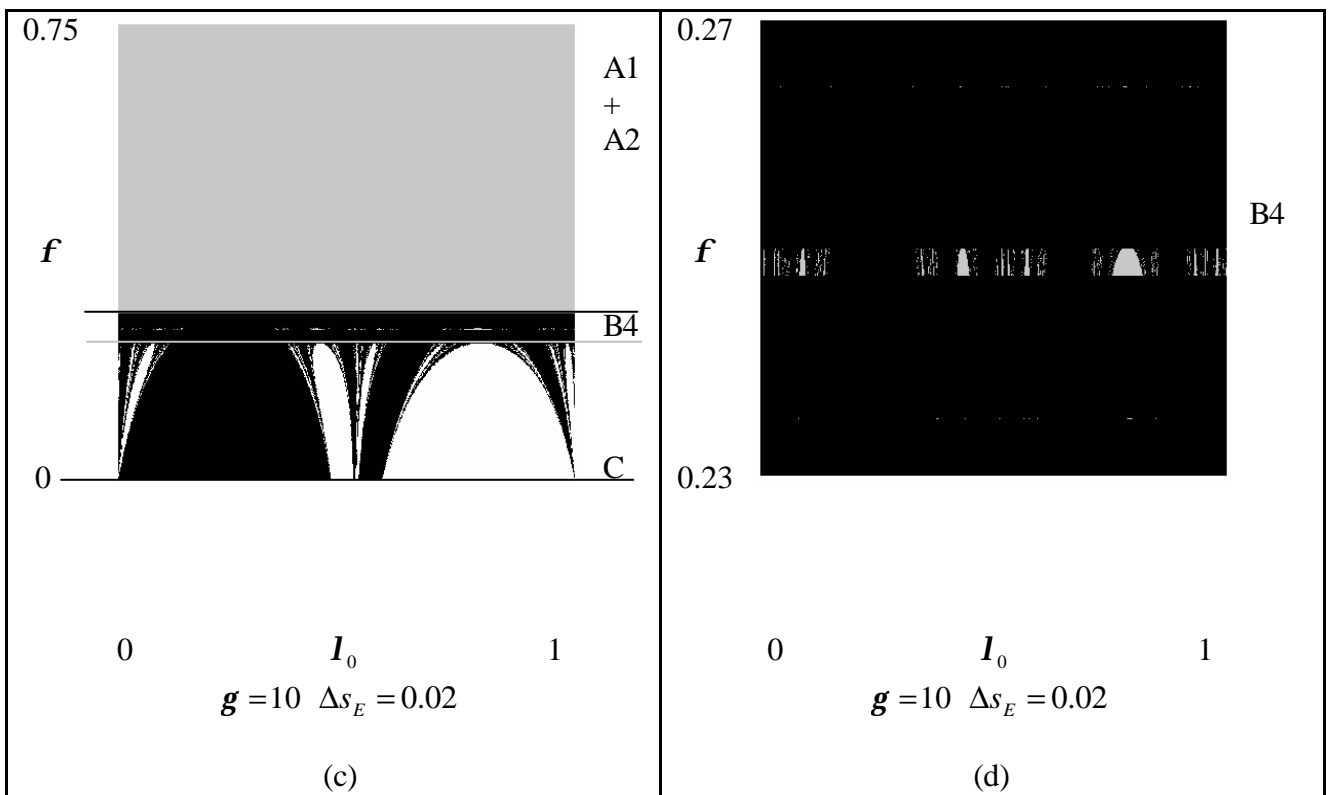 0.75
A1
+
A2
f
B4
0
C
0 l₀ 1
g = 10 Δs_E = 0.02
(c)
0.27
B4
f
0.23
0 l₀ 1
g = 10 Δs_E = 0.02
(d)